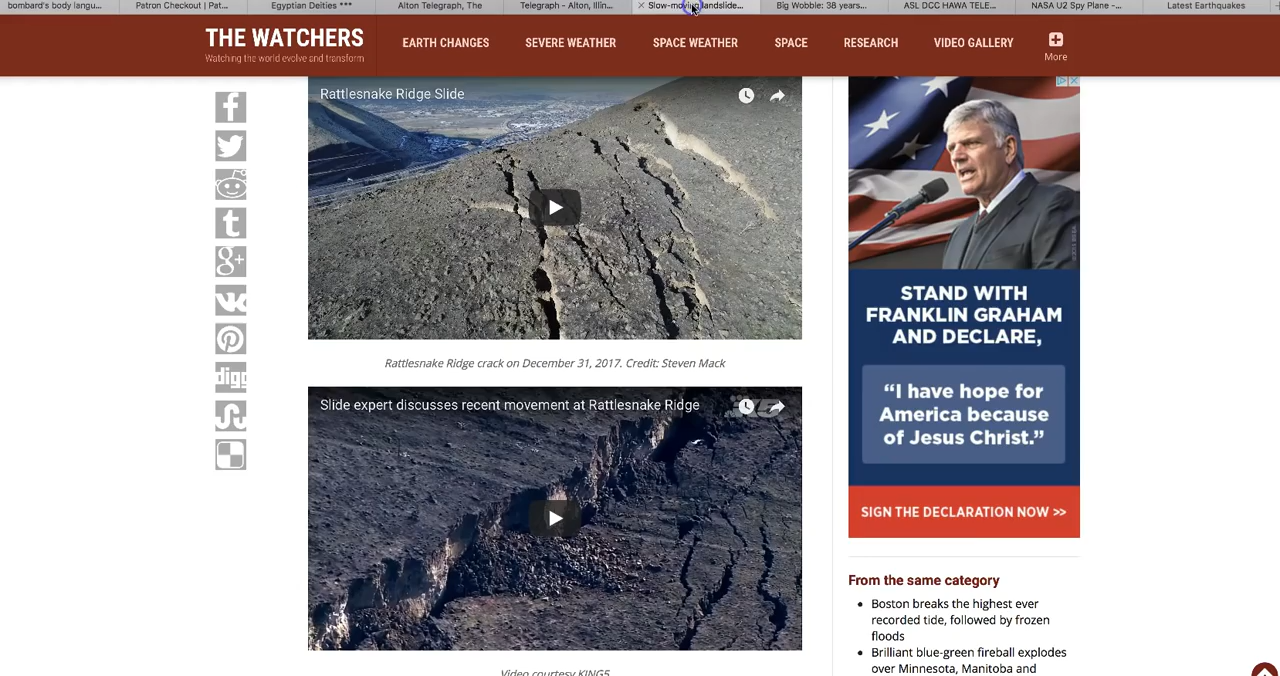 bombard's body langu...
Patron Checkout | Pat...
Egyptian Deities ***
Alton Telegraph, The
Telegraph - Alton, Illin...
Slow-moving landslide...
Big Wobble: 38 years...
ASL DCC HAWA TELE...
NASA U2 Spy Plane -...
Latest Earthquakes
THE WATCHERS
Watching the world evolve and transform
EARTH CHANGES
SEVERE WEATHER
SPACE WEATHER
SPACE
RESEARCH
VIDEO GALLERY
More
Rattlesnake Ridge Slide
Rattlesnake Ridge crack on December 31, 2017. Credit: Steven Mack
Slide expert discusses recent movement at Rattlesnake Ridge
Video courtesy KING5
digg
STAND WITH
FRANKLIN GRAHAM
AND DECLARE,
“I have hope for
America because
of Jesus Christ.”
SIGN THE DECLARATION NOW >>
From the same category
Boston breaks the highest ever
recorded tide, followed by frozen
floods
Brilliant blue-green fireball explodes
over Minnesota, Manitoba and